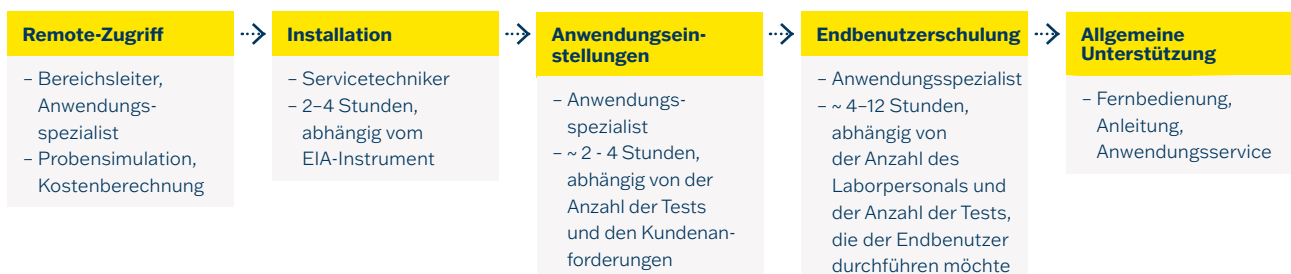 Remote-Zugriff
– Bereichsleiter,
Anwendungs-
spezialist
– Probensimulation,
Kostenberechnung
Installation
– Servicetechniker
– 2–4 Stunden,
abhängig vom
EIA-Instrument
Anwendungsein-
stellungen
– Anwendungs-
spezialist
– ~ 2 - 4 Stunden,
abhängig von der
Anzahl der Tests
und den Kundenan-
forderungen
Endbenutzerschulung
– Anwendungsspezialist
– ~ 4–12 Stunden,
abhängig von
der Anzahl des
Laborpersonals und
der Anzahl der Tests,
die der Endbenutzer
durchführen möchte
Allgemeine
Unterstützung
– Fernbedienung,
Anleitung,
Anwendungsservice